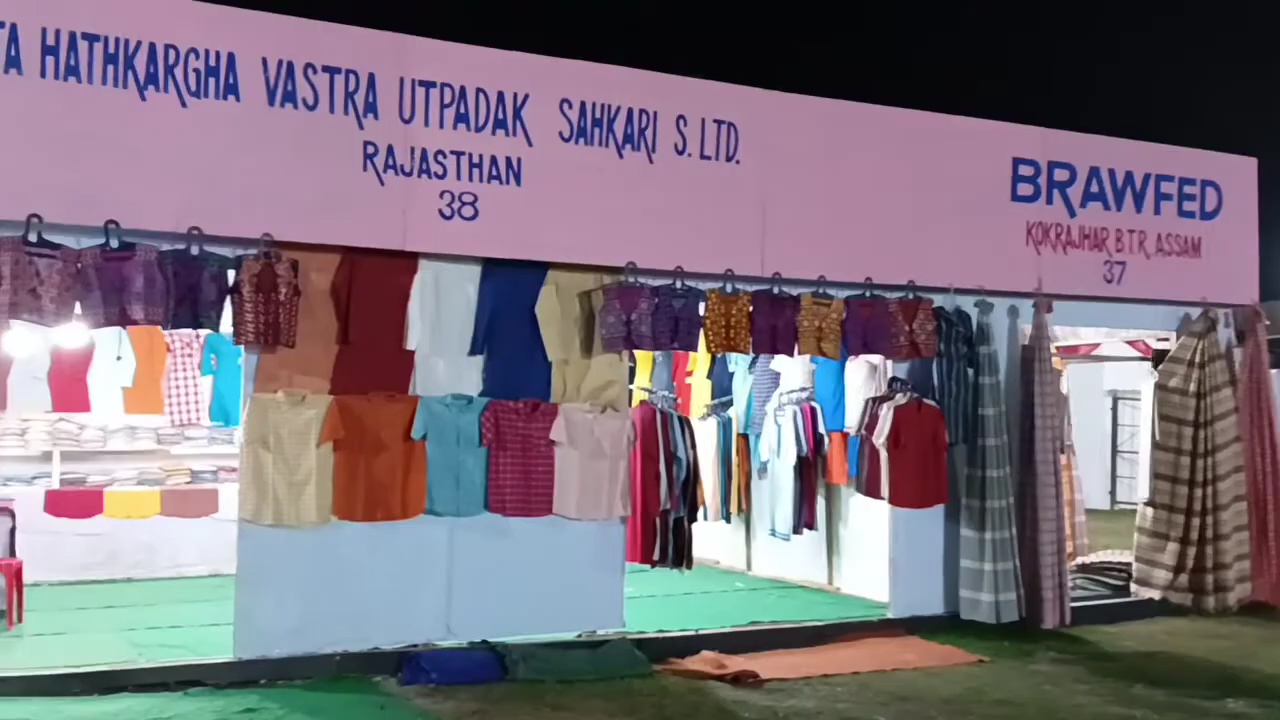 TA HATHKARGHA VASTRA UTPADAK SAHKARI S. LTD.
RAJASTHAN
38
BRAWFED
KOKRAJHAR B T R, ASSAM
37